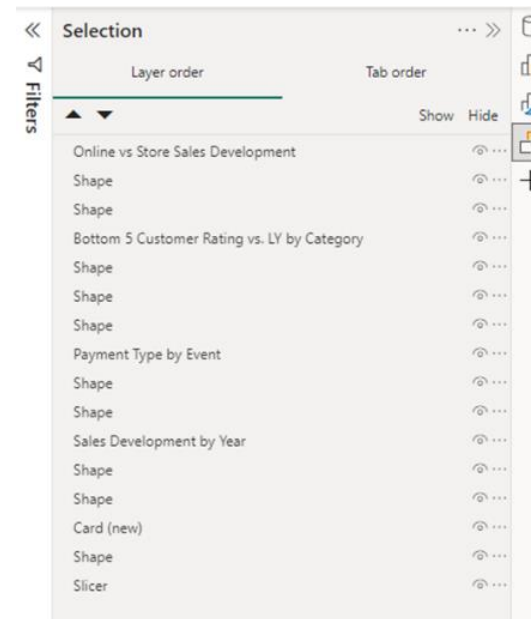 Selection
Filters
Layer order Tab order
Show Hide
Online vs Store Sales Development
Shape
Shape
Bottom 5 Customer Rating vs. LY by Category
Shape
Shape
Shape
Payment Type by Event
Shape
Shape
Sales Development by Year
Shape
Shape
Card (new)
Shape
Slicer